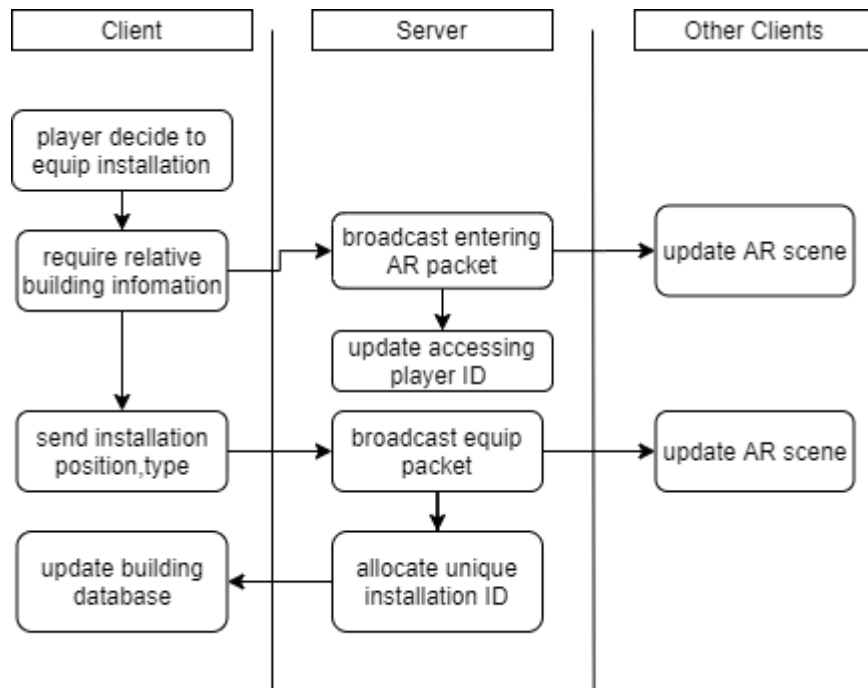 Client
Server
Other Clients
player decide to
equip installation
require relative
building infomation
broadcast entering
AR packet
update AR scene
update accessing
player ID
send installation
position,type
broadcast equip
packet
update AR scene
update building
database
allocate unique
installation ID